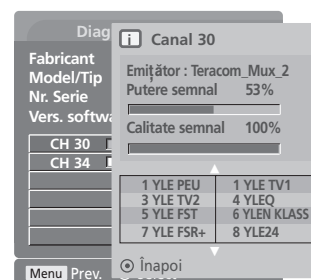 Diag
Fabricant
Model/Tip
Nr. Serie
Vers. softwa
CH 30
CH 34
Menu Prev.
i Canal 30
Emiţător : Teracom_Mux_2
Putere semnal 53%
Calitate semnal 100%
1 YLE PEU 1 YLE TV1
3 YLE TV2 4 YLEQ
5 YLE FST 6 YLEN KLASS
7 YLE FSR+ 8 YLE24
Înapoi